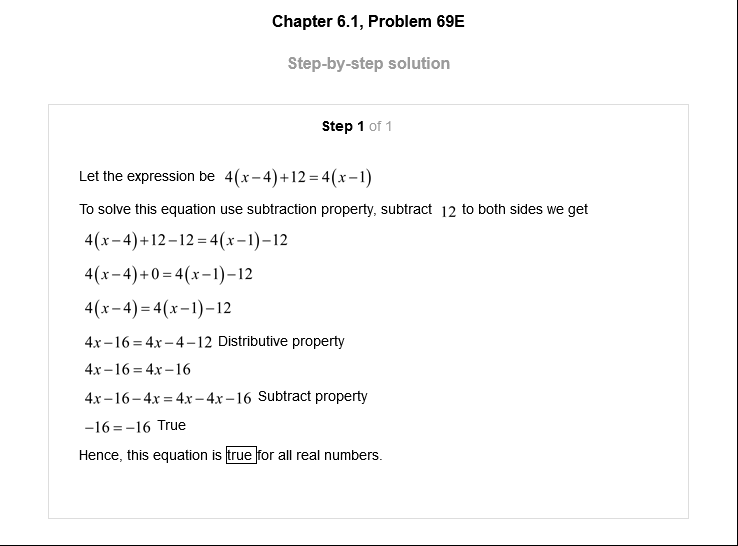 Chapter 6.1, Problem 69E
Step-by-step solution
Step 1 of 1
Let the expression be 4(x−4)+12=4(x−1)
To solve this equation use subtraction property, subtract 12 to both sides we get
4(x−4)+12−12=4(x−1)−12
4(x−4)+0=4(x−1)−12
4(x−4)=4(x−1)−12
4x−16=4x−4−12 Distributive property
4x−16=4x−16
4x−16−4x=4x−4x−16 Subtract property
−16=−16 True
Hence, this equation is true for all real numbers.